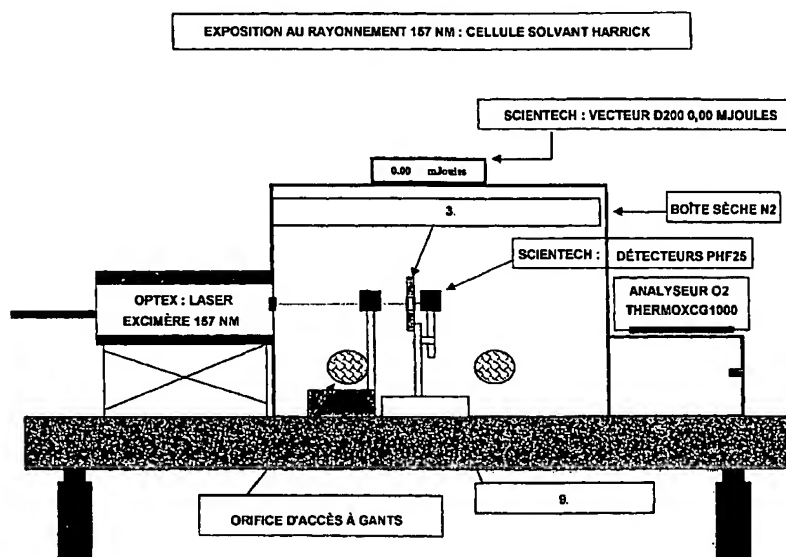 EXPOSITION AU RAYONNEMENT 157 NM : CELLULE SOLVANT HARRICK
SCIENTECH : VECTEUR D200 0,00 MJOULES
0.00 mJoules
3.
BOÎTE SÈCHE N2
SCIENTECH : DÉTECTEURS PHF25
OPTEX : LASER
EXCIMÈRE 157 NM
ANALYSEUR O2
THERMOXCG1000
ORIFICE D'ACCÈS À GANTS
9.